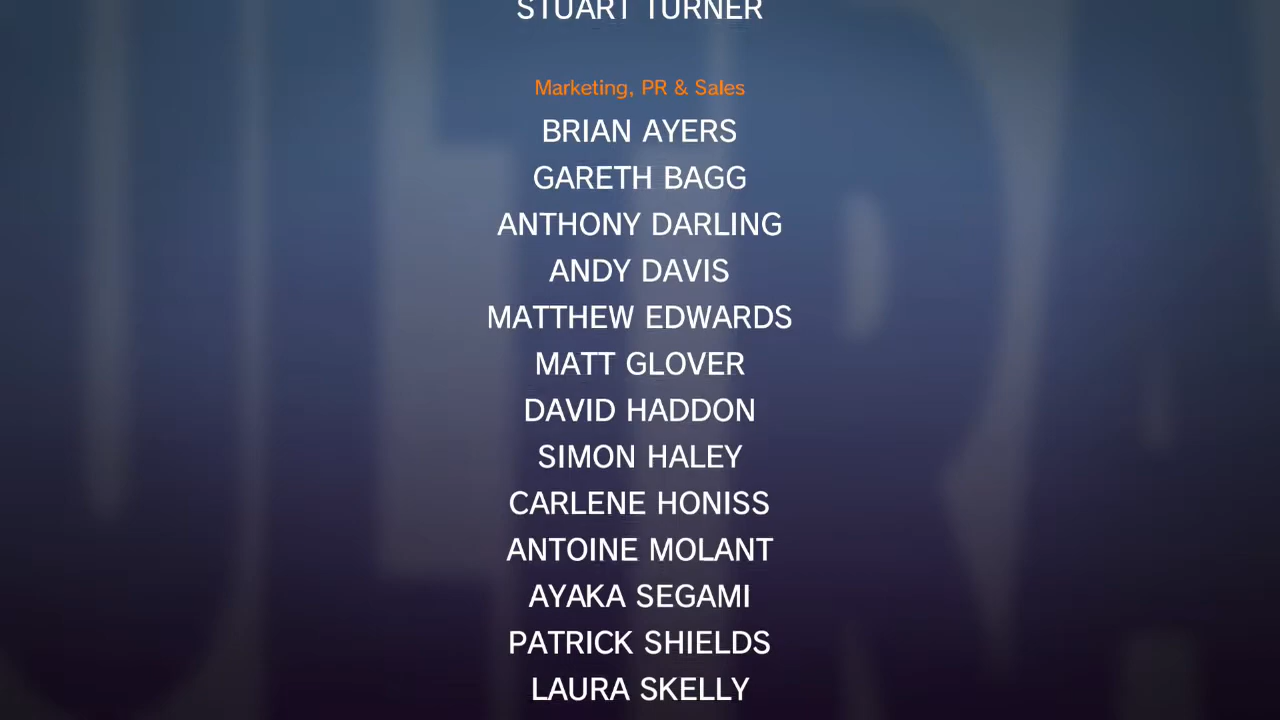 STUART TURNER
Marketing, PR & Sales
BRIAN AYERS
GARETH BAGG
ANTHONY DARLING
ANDY DAVIS
MATTHEW EDWARDS
MATT GLOVER
DAVID HADDON
SIMON HALEY
CARLENE HONISS
ANTOINE MOLANT
AYAKA SEGAMI
PATRICK SHIELDS
LAURA SKELLY